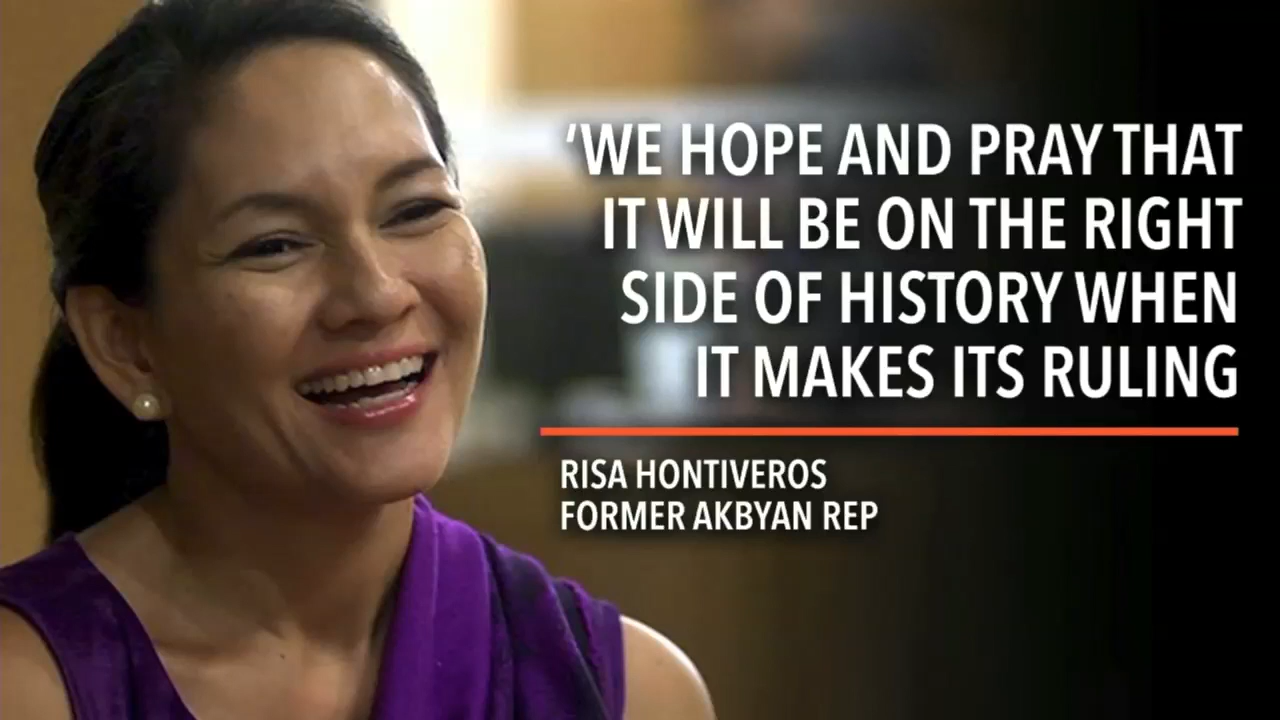 ‘WE HOPE AND PRAY THAT
IT WILL BE ON THE RIGHT
SIDE OF HISTORY WHEN
IT MAKES ITS RULING
RISA HONTIVEROS
FORMER AKBYAN REP